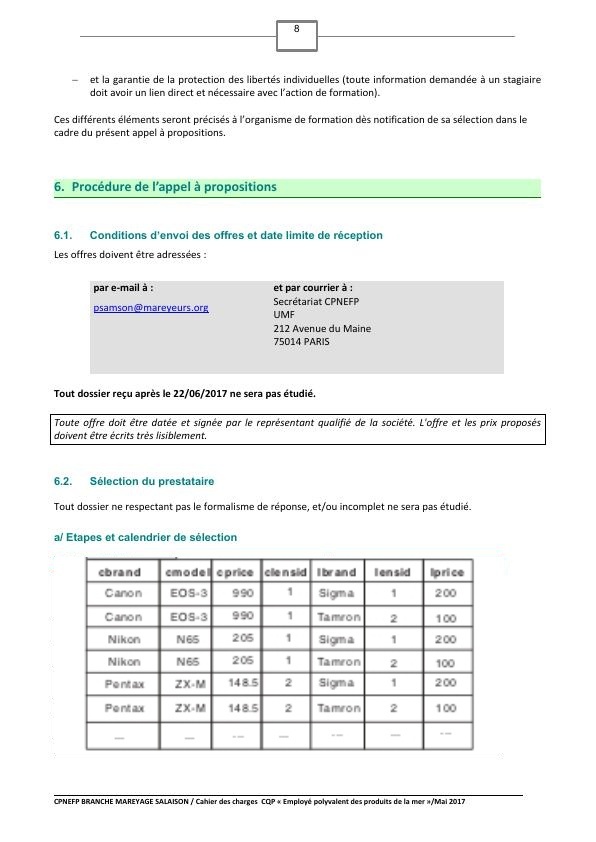 8
– et la garantie de la protection des libertés individuelles (toute information demandée à un stagiaire
doit avoir un lien direct et nécessaire avec l’action de formation).
Ces différents éléments seront précisés à l’organisme de formation dès notification de sa sélection dans le
cadre du présent appel à propositions.
6. Procédure de l’appel à propositions
6.1. Conditions d’envoi des offres et date limite de réception
Les offres doivent être adressées :
par e-mail à :
psamson@mareyeurs.org
et par courrier à :
Secrétariat CPNEFP
UMF
212 Avenue du Maine
75014 PARIS
Tout dossier reçu après le 22/06/2017 ne sera pas étudié.
Toute offre doit être datée et signée par le représentant qualifié de la société. L’offre et les prix proposés
doivent être écrits très lisiblement.
6.2. Sélection du prestataire
Tout dossier ne respectant pas le formalisme de réponse, et/ou incomplet ne sera pas étudié.
a/ Etapes et calendrier de sélection
cbrand cmodel cprice clensid lbrand lensid lprice
Canon EOS-3 990 1 Sigma 1 200
Canon EOS-3 990 1 Tamron 2 100
Nikon N65 205 1 Sigma 1 200
Nikon N65 205 1 Tamron 2 100
Pentax ZX-M 148.5 2 Sigma 1 200
Pentax ZX-M 148.5 2 Tamron 2 100
... ... ... ... ... ... ...
CPNEFP BRANCHE MAREYAGE SALAISON / Cahier des charges CQP « Employé polyvalent des produits de la mer »/Mai 2017